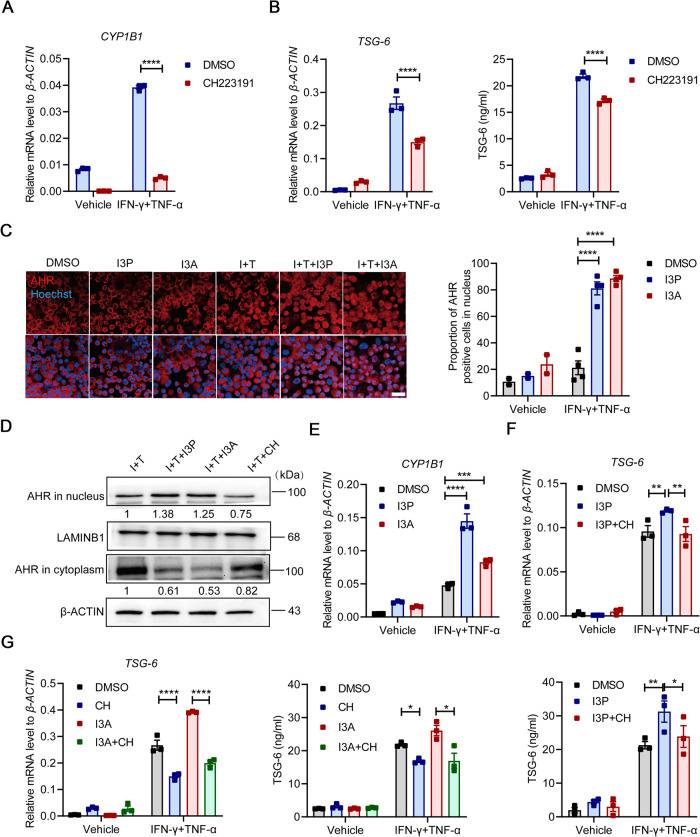 A
CYP1B1
Relative mRNA level to β-ACTIN
0.05
0.04
0.03
0.02
0.01
0.00
****
DMSO
CH223191
Vehicle
IFN-γ+TNF-α
B
TSG-6
Relative mRNA level to β-ACTIN
0.4
0.3
0.2
0.1
0.0
****
Vehicle
IFN-γ+TNF-α
TSG-6 (ng/ml)
25
20
15
10
5
0
****
DMSO
CH223191
Vehicle
IFN-γ+TNF-α
C
DMSO
I3P
I3A
I+T
I+T+I3P
I+T+I3A
AHR
Hoechst
Proportion of AHR
positive cells in nucleus
100
80
60
40
20
0
****
****
DMSO
I3P
I3A
Vehicle
IFN-γ+TNF-α
D
I+T
I+T+I3P
I+T+I3A
I+T+CH
(kDa)
AHR in nucleus
100
1 1.38 1.25 0.75
LAMINB1
68
AHR in cytoplasm
100
1 0.61 0.53 0.82
β-ACTIN
43
E
CYP1B1
Relative mRNA level to β-ACTIN
0.20
0.15
0.10
0.05
0.00
DMSO
I3P
I3A
***
****
Vehicle
IFN-γ+TNF-α
F
TSG-6
Relative mRNA level to β-ACTIN
0.15
0.10
0.05
0.00
DMSO
I3P
I3P+CH
** **
Vehicle
IFN-γ+TNF-α
G
TSG-6
Relative mRNA level to β-ACTIN
0.5
0.4
0.3
0.2
0.1
0.0
DMSO
CH
I3A
I3A+CH
**** ****
Vehicle
IFN-γ+TNF-α
TSG-6 (ng/ml)
40
30
20
10
0
DMSO
CH
I3A
I3A+CH
* *
Vehicle
IFN-γ+TNF-α
TSG-6 (ng/ml)
40
30
20
10
0
DMSO
I3P
I3P+CH
** *
Vehicle
IFN-γ+TNF-α